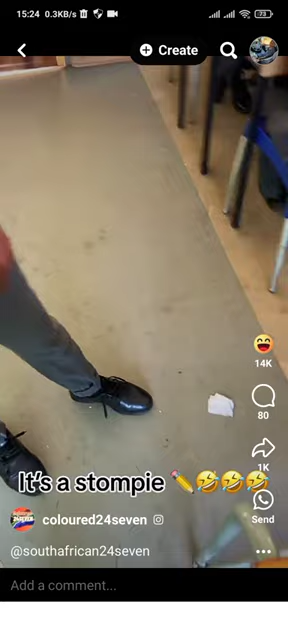 15:24 0.3KB/s 73
Create
14K
80
1K
It's a stompie
Send
coloured24seven
@southafrican24seven
Add a comment...